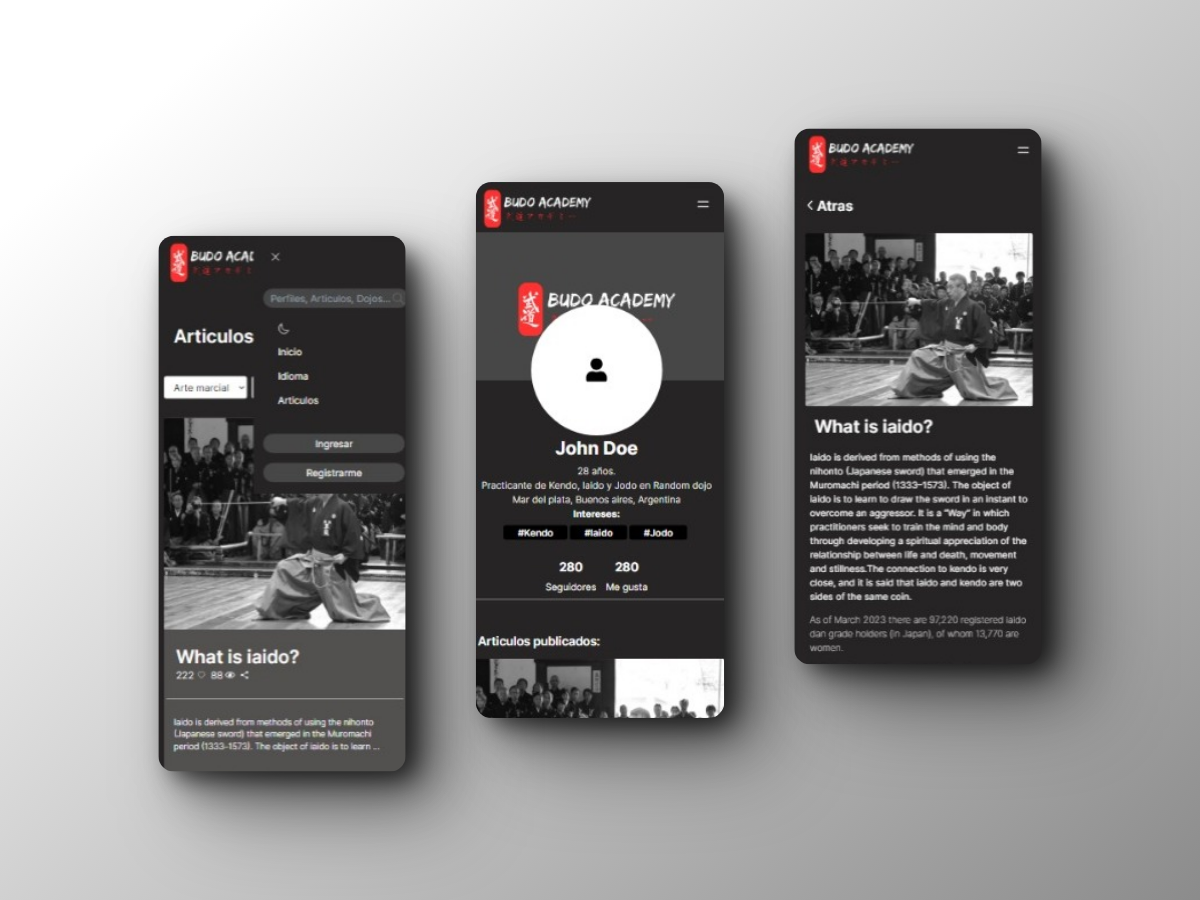 武道
BUDO ACAD
Articulos
Perfiles, Articulos, Dojos...
Inicio
Idioma
Articulos
Arte marcial
Ingresar
Registrarme
What is iaido?
222 88
Iaido is derived from methods of using the nihonto
(Japanese sword) that emerged in the Muromachi
period (1333-1573). The object of iaido is to learn ...
武道
BUDO ACADEMY
武道
BUDO ACADEMY
John Doe
28 años.
Practicante de Kendo, Iaido y Jodo en Random dojo
Mar del plata, Buenos aires, Argentina
Intereses:
#Kendo #Iaido #Jodo
280 280
Seguidores Me gusta
Articulos publicados:
武道
BUDO ACADEMY
Atras
What is iaido?
Iaido is derived from methods of using the
nihonto (Japanese sword) that emerged in the
Muromachi period (1333–1573). The object of
iaido is to learn to draw the sword in an instant to
overcome an aggressor. It is a “Way” in which
practitioners seek to train the mind and body
through developing a spiritual appreciation of the
relationship between life and death, movement
and stillness.The connection to kendo is very
close, and it is said that iaido and kendo are two
sides of the same coin.
As of March 2023 there are 97,220 registered iaido
dan grade holders (in Japan), of whom 13,770 are
women.